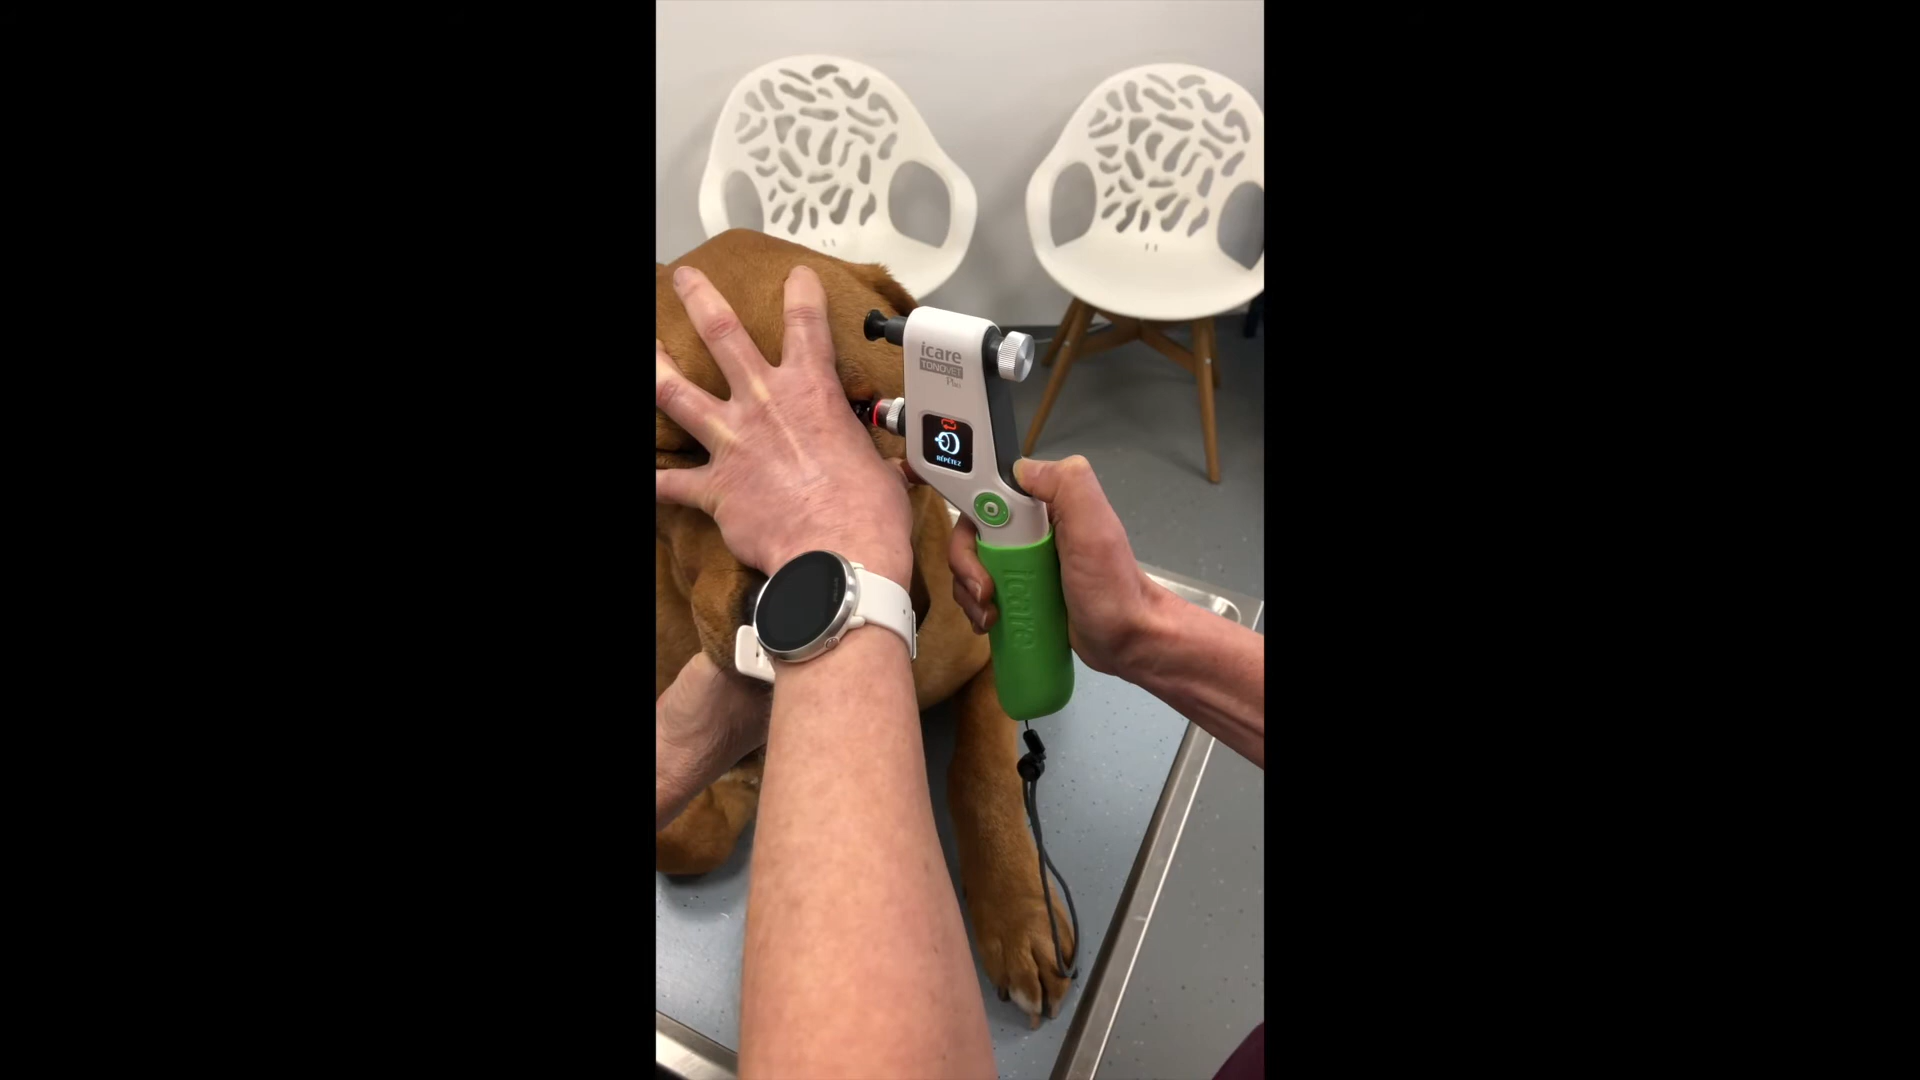 icare
TONOVET
Plus
RÉPÉTEZ
icare